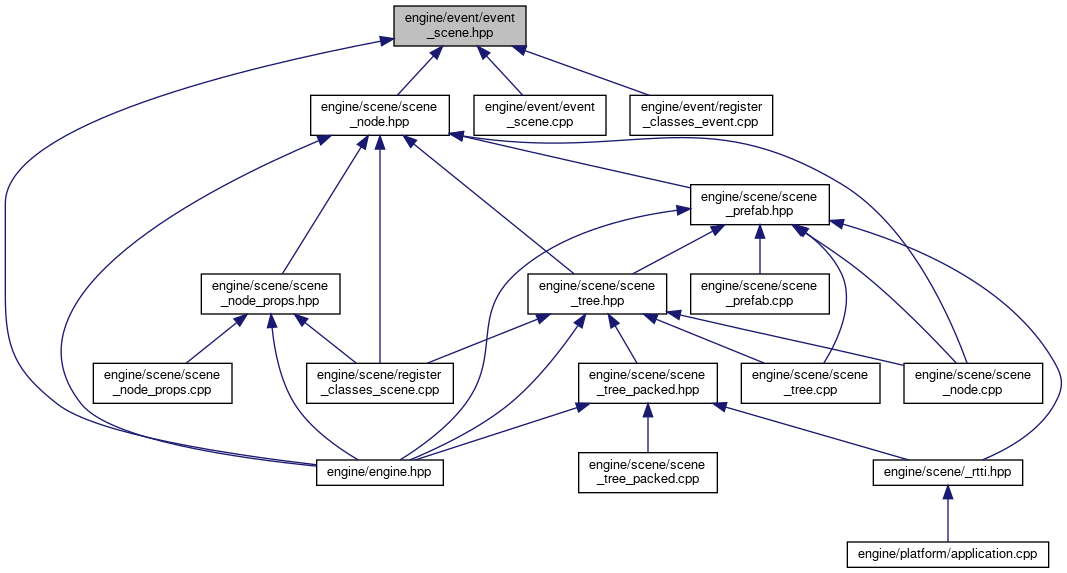 engine/event/event
_scene.hpp
engine/scene/scene
_node.hpp
engine/event/event
_scene.cpp
engine/event/register
_classes_event.cpp
engine/scene/scene
_prefab.hpp
engine/scene/scene
_node_props.hpp
engine/scene/scene
_tree.hpp
engine/scene/scene
_prefab.cpp
engine/scene/scene
_node_props.cpp
engine/scene/register
_classes_scene.cpp
engine/scene/scene
_tree_packed.hpp
engine/scene/scene
_tree.cpp
engine/scene/scene
_node.cpp
engine/engine.hpp
engine/scene/scene
_tree_packed.cpp
engine/scene/_rtti.hpp
engine/platform/application.cpp